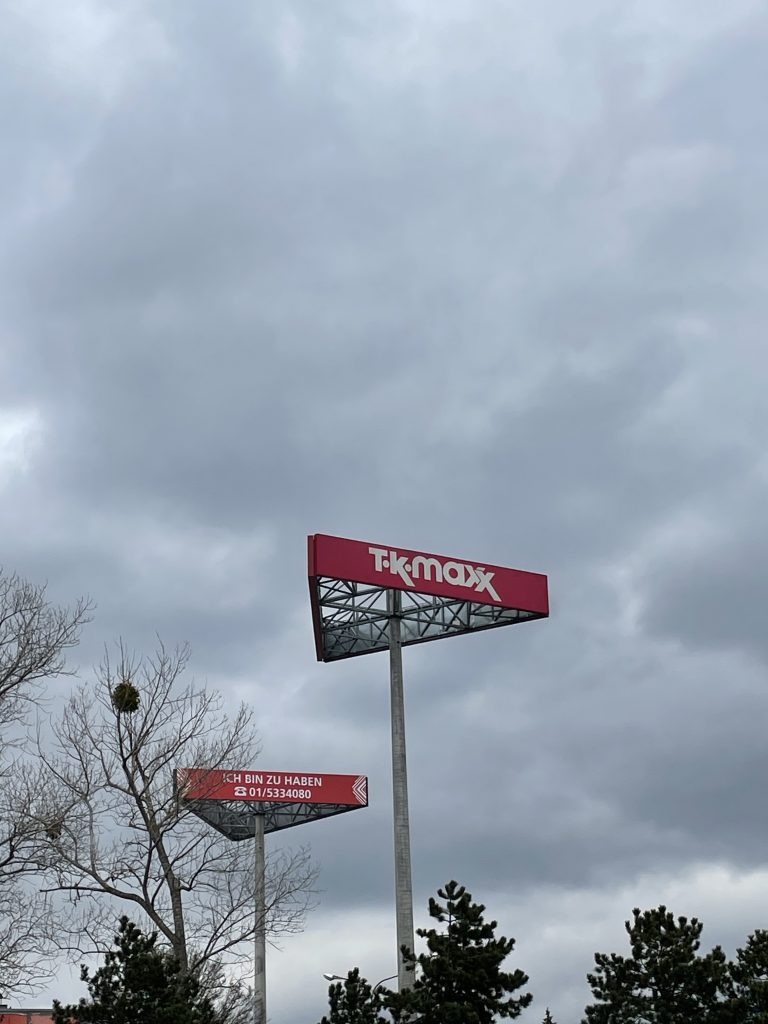 T·K·maxx
ICH BIN ZU HABEN
☎ 01/5334080